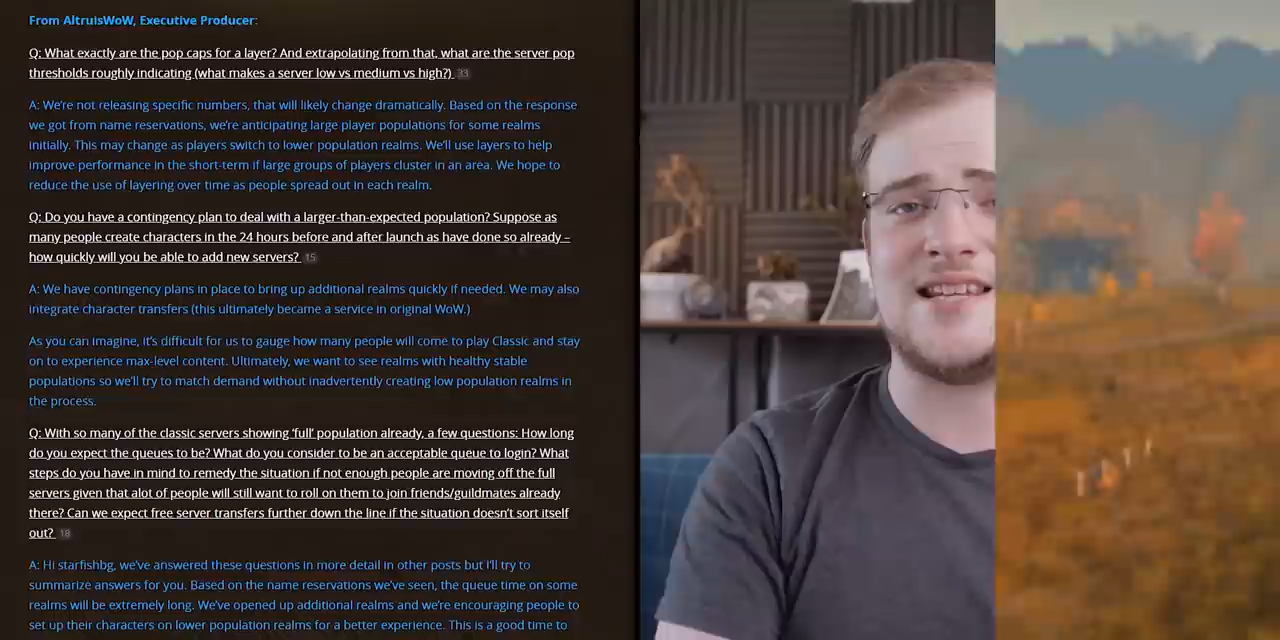 From AltruisWoW, Executive Producer:
Q: What exactly are the pop caps for a layer? And extrapolating from that, what are the server pop
thresholds roughly indicating (what makes a server low vs medium vs high?) 33
A: We're not releasing specific numbers, that will likely change dramatically. Based on the response
we got from name reservations, we're anticipating large player populations for some realms
initially. This may change as players switch to lower population realms. We'll use layers to help
improve performance in the short-term if large groups of players cluster in an area. We hope to
reduce the use of layering over time as people spread out in each realm.
Q: Do you have a contingency plan to deal with a larger-than-expected population? Suppose as
many people create characters in the 24 hours before and after launch as have done so already –
how quickly will you be able to add new servers? 15
A: We have contingency plans in place to bring up additional realms quickly if needed. We may also
integrate character transfers (this ultimately became a service in original WoW.)
As you can imagine, it's difficult for us to gauge how many people will come to play Classic and stay
on to experience max-level content. Ultimately, we want to see realms with healthy stable
populations so we'll try to match demand without inadvertently creating low population realms in
the process.
Q: With so many of the classic servers showing 'full' population already, a few questions: How long
do you expect the queues to be? What do you consider to be an acceptable queue to login? What
steps do you have in mind to remedy the situation if not enough people are moving off the full
servers given that alot of people will still want to roll on them to join friends/guildmates already
there? Can we expect free server transfers further down the line if the situation doesn't sort itself
out? 18
A: Hi starfishbg, we've answered these questions in more detail in other posts but I'll try to
summarize answers for you. Based on the name reservations we've seen, the queue time on some
realms will be extremely long. We've opened up additional realms and we're encouraging people to
set up their characters on lower population realms for a better experience. This is a good time to